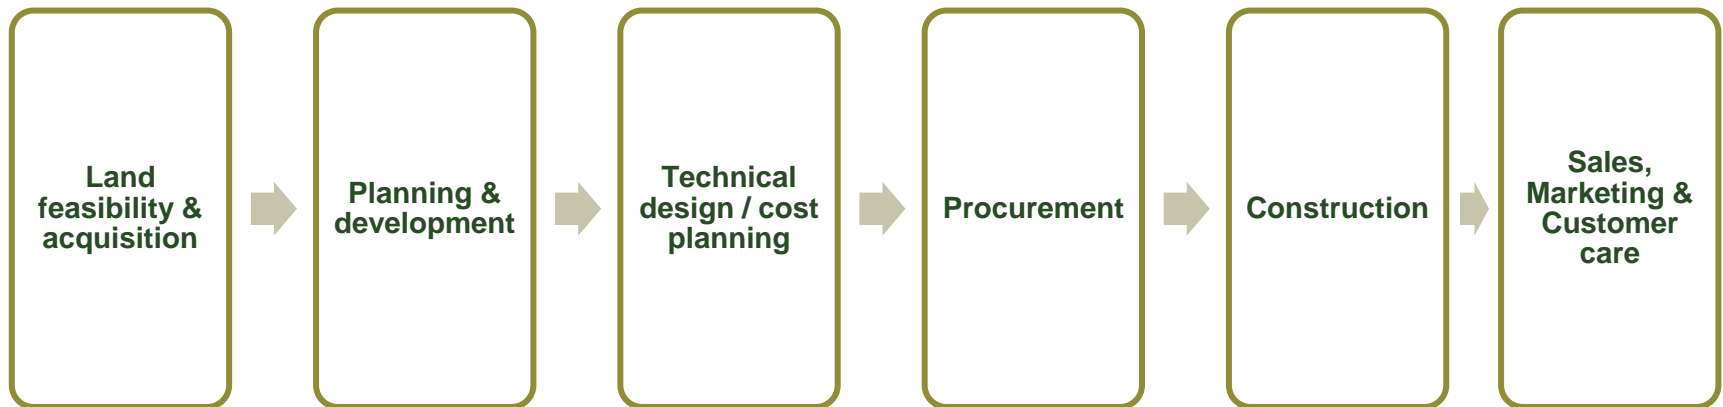 Land
feasibility &
acquisition
Planning &
development
Technical
design / cost
planning
Procurement
Construction
Sales,
Marketing &
Customer
care